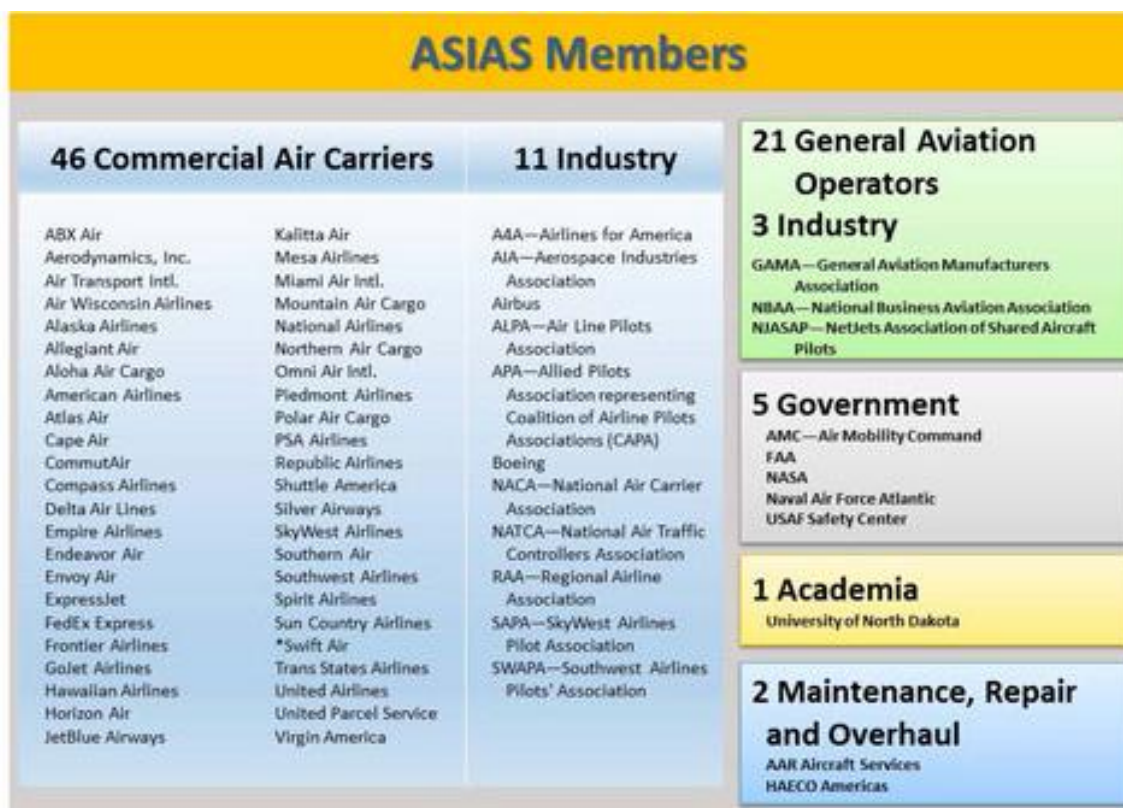 ASIAS Members
46 Commercial Air Carriers
ABX Air
Aerodynamics, Inc.
Air Transport Intl.
Air Wisconsin Airlines
Alaska Airlines
Allegiant Air
Aloha Air Cargo
American Airlines
Atlas Air
Cape Air
CommutAir
Compass Airlines
Delta Air Lines
Empire Airlines
Endeavor Air
Envoy Air
ExpressJet
FedEx Express
Frontier Airlines
GoJet Airlines
Hawaiian Airlines
Horizon Air
JetBlue Airways
Kalitta Air
Mesa Airlines
Miami Air Intl.
Mountain Air Cargo
National Airlines
Northern Air Cargo
Omni Air Intl.
Piedmont Airlines
Polar Air Cargo
PSA Airlines
Republic Airlines
Shuttle America
Silver Airways
SkyWest Airlines
Southern Air
Southwest Airlines
Spirit Airlines
Sun Country Airlines
*Swift Air
Trans States Airlines
United Airlines
United Parcel Service
Virgin America
11 Industry
A4A—Airlines for America
AIA—Aerospace Industries
Association
Airbus
ALPA—Air Line Pilots
Association
APA—Allied Pilots
Association representing
Coalition of Airline Pilots
Associations (CAPA)
Boeing
NACA—National Air Carrier
Association
NATCA—National Air Traffic
Controllers Association
RAA—Regional Airline
Association
SAPA—SkyWest Airlines
Pilot Association
SWAPA—Southwest Airlines
Pilots' Association
21 General Aviation
Operators
3 Industry
GAMA—General Aviation Manufacturers
Association
NBAA—National Business Aviation Association
NJASAP—NetJets Association of Shared Aircraft
Pilots
5 Government
AMC—Air Mobility Command
FAA
NASA
Naval Air Force Atlantic
USAF Safety Center
1 Academia
University of North Dakota
2 Maintenance, Repair
and Overhaul
AAR Aircraft Services
HAECO Americas